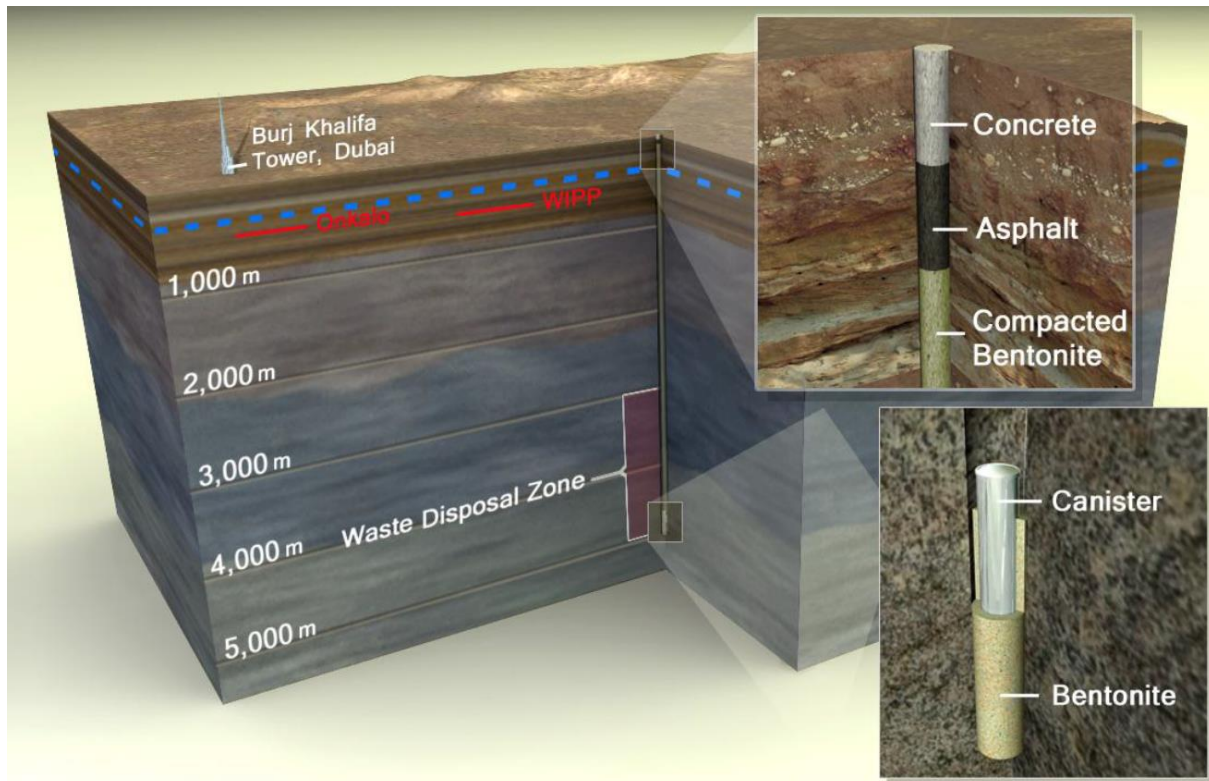 Burj Khalifa
Tower, Dubai
Onkalo
WIPP
1,000 m
2,000 m
3,000 m
Waste Disposal Zone
4,000 m
5,000 m
Concrete
Asphalt
Compacted
Bentonite
Canister
Bentonite